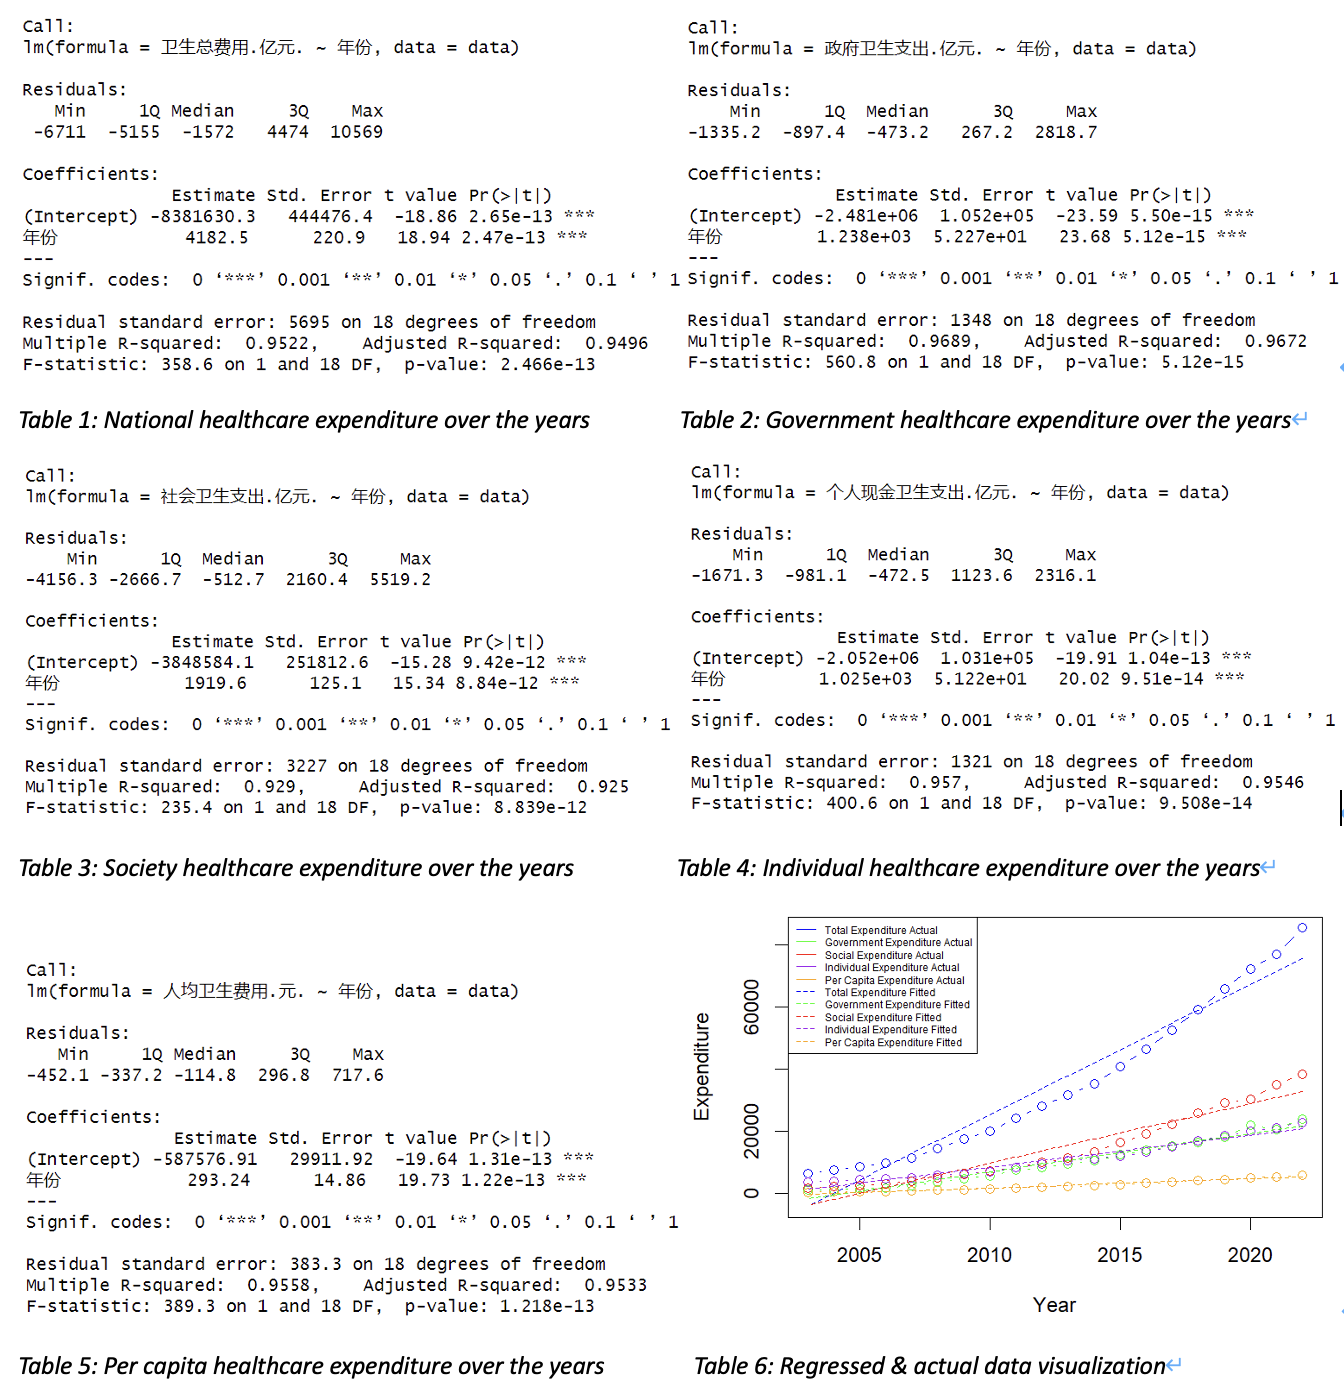 Call:
lm(formula = 卫生总费用.亿元. ~ 年份, data = data)
Residuals:
Min 1Q Median 3Q Max
-6711 -5155 -1572 4474 10569
Coefficients:
Estimate Std. Error t value Pr(>|t|)
(Intercept) -8381630.3 444476.4 -18.86 2.65e-13 ***
年份 4182.5 220.9 18.94 2.47e-13 ***
---
Signif. codes: 0 ‘***’ 0.001 ‘**’ 0.01 ‘*’ 0.05 ‘.’ 0.1 ‘ ’ 1
Residual standard error: 5695 on 18 degrees of freedom
Multiple R-squared: 0.9522, Adjusted R-squared: 0.9496
F-statistic: 358.6 on 1 and 18 DF, p-value: 2.466e-13
Table 1: National healthcare expenditure over the years
Call:
lm(formula = 政府卫生支出.亿元. ~ 年份, data = data)
Residuals:
Min 1Q Median 3Q Max
-1335.2 -897.4 -473.2 267.2 2818.7
Coefficients:
Estimate Std. Error t value Pr(>|t|)
(Intercept) -2.481e+06 1.052e+05 -23.59 5.50e-15 ***
年份 1.238e+03 5.227e+01 23.68 5.12e-15 ***
---
Signif. codes: 0 ‘***’ 0.001 ‘**’ 0.01 ‘*’ 0.05 ‘.’ 0.1 ‘ ’ 1
Residual standard error: 1348 on 18 degrees of freedom
Multiple R-squared: 0.9689, Adjusted R-squared: 0.9672
F-statistic: 560.8 on 1 and 18 DF, p-value: 5.12e-15
Table 2: Government healthcare expenditure over the years
Call:
lm(formula = 社会卫生支出.亿元. ~ 年份, data = data)
Residuals:
Min 1Q Median 3Q Max
-4156.3 -2666.7 -512.7 2160.4 5519.2
Coefficients:
Estimate Std. Error t value Pr(>|t|)
(Intercept) -3848584.1 251812.6 -15.28 9.42e-12 ***
年份 1919.6 125.1 15.34 8.84e-12 ***
---
Signif. codes: 0 ‘***’ 0.001 ‘**’ 0.01 ‘*’ 0.05 ‘.’ 0.1 ‘ ’ 1
Residual standard error: 3227 on 18 degrees of freedom
Multiple R-squared: 0.929, Adjusted R-squared: 0.925
F-statistic: 235.4 on 1 and 18 DF, p-value: 8.839e-12
Table 3: Society healthcare expenditure over the years
Call:
lm(formula = 个人现金卫生支出.亿元. ~ 年份, data = data)
Residuals:
Min 1Q Median 3Q Max
-1671.3 -981.1 -472.5 1123.6 2316.1
Coefficients:
Estimate Std. Error t value Pr(>|t|)
(Intercept) -2.052e+06 1.031e+05 -19.91 1.04e-13 ***
年份 1.025e+03 5.122e+01 20.02 9.51e-14 ***
---
Signif. codes: 0 ‘***’ 0.001 ‘**’ 0.01 ‘*’ 0.05 ‘.’ 0.1 ‘ ’ 1
Residual standard error: 1321 on 18 degrees of freedom
Multiple R-squared: 0.957, Adjusted R-squared: 0.9546
F-statistic: 400.6 on 1 and 18 DF, p-value: 9.508e-14
Table 4: Individual healthcare expenditure over the years
Call:
lm(formula = 人均卫生费用.元. ~ 年份, data = data)
Residuals:
Min 1Q Median 3Q Max
-452.1 -337.2 -114.8 296.8 717.6
Coefficients:
Estimate Std. Error t value Pr(>|t|)
(Intercept) -587576.91 29911.92 -19.64 1.31e-13 ***
年份 293.24 14.86 19.73 1.22e-13 ***
---
Signif. codes: 0 ‘***’ 0.001 ‘**’ 0.01 ‘*’ 0.05 ‘.’ 0.1 ‘ ’ 1
Residual standard error: 383.3 on 18 degrees of freedom
Multiple R-squared: 0.9558, Adjusted R-squared: 0.9533
F-statistic: 389.3 on 1 and 18 DF, p-value: 1.218e-13
Table 5: Per capita healthcare expenditure over the years
Total Expenditure Actual
Government Expenditure Actual
Social Expenditure Actual
Individual Expenditure Actual
Per Capita Expenditure Actual
Total Expenditure Fitted
Government Expenditure Fitted
Social Expenditure Fitted
Individual Expenditure Fitted
Per Capita Expenditure Fitted
Expenditure
60000
20000
0
2005 2010 2015 2020
Year
Table 6: Regressed & actual data visualization